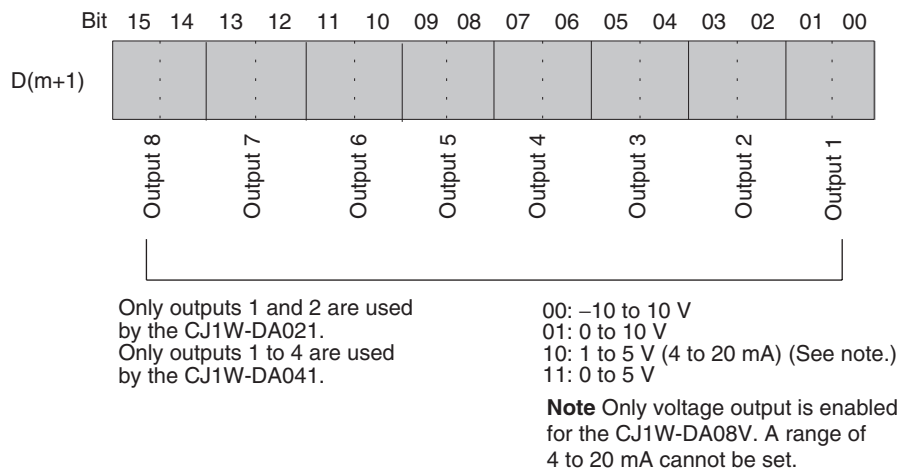 Bit 15 14 13 12 11 10 09 08 07 06 05 04 03 02 01 00
D(m+1)
Output 8
Output 7
Output 6
Output 5
Output 4
Output 3
Output 2
Output 1
Only outputs 1 and 2 are used
by the CJ1W-DA021.
Only outputs 1 to 4 are used
by the CJ1W-DA041.
00: –10 to 10 V
01: 0 to 10 V
10: 1 to 5 V (4 to 20 mA) (See note.)
11: 0 to 5 V
Note Only voltage output is enabled
for the CJ1W-DA08V. A range of
4 to 20 mA cannot be set.